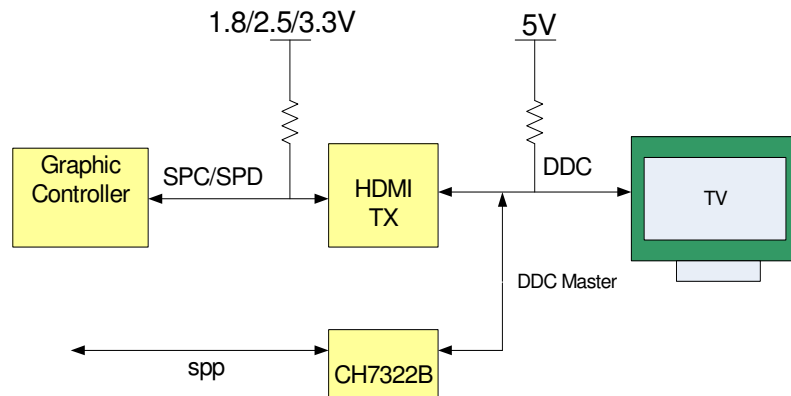 1.8/2.5/3.3V
5V
Graphic
Controller
SPC/SPD
HDMI
TX
DDC
TV
DDC Master
spp
CH7322B